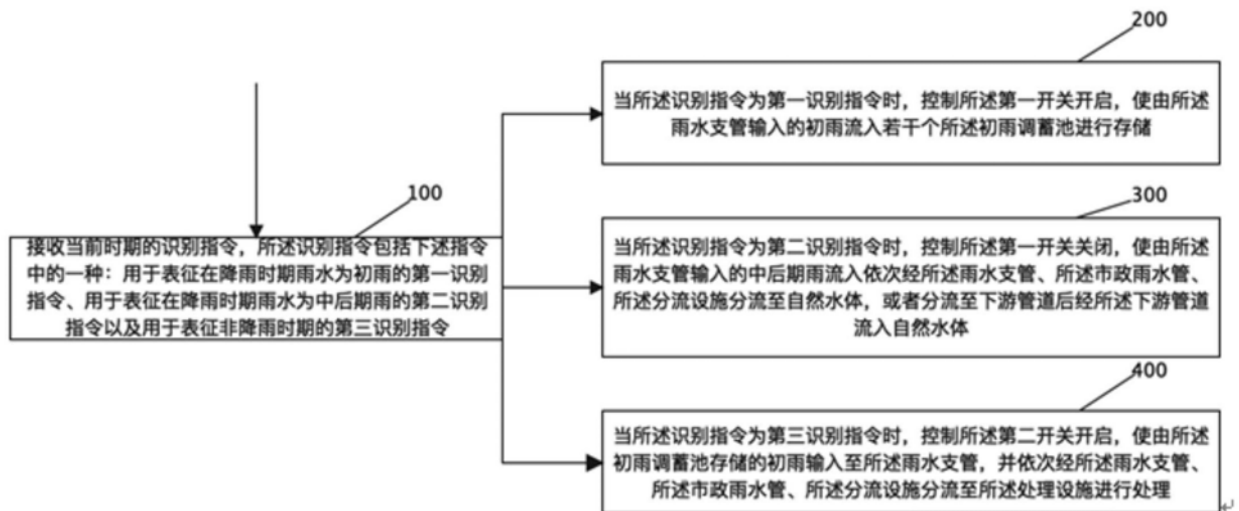 200
当所述识别指令为第一识别指令时，控制所述第一开关开启，使由所述
雨水支管输入的初雨流入若干个所述初雨调蓄池进行存储
100
接收当前时期的识别指令，所述识别指令包括下述指令
中的一种：用于表征在降雨时期雨水为初雨的第一识别
指令、用于表征在降雨时期雨水为中后期雨的第二识别
指令以及用于表征非降雨时期的第三识别指令
300
当所述识别指令为第二识别指令时，控制所述第一开关关闭，使由所述
雨水支管输入的中后期雨流入依次经所述雨水支管、所述市政雨水管、
所述分流设施分流至自然水体，或者分流至下游管道后经所述下游管道
流入自然水体
400
当所述识别指令为第三识别指令时，控制所述第二开关开启，使由所述
初雨调蓄池存储的初雨输入至所述雨水支管，并依次经所述雨水支管、
所述市政雨水管、所述分流设施分流至所述处理设施进行处理